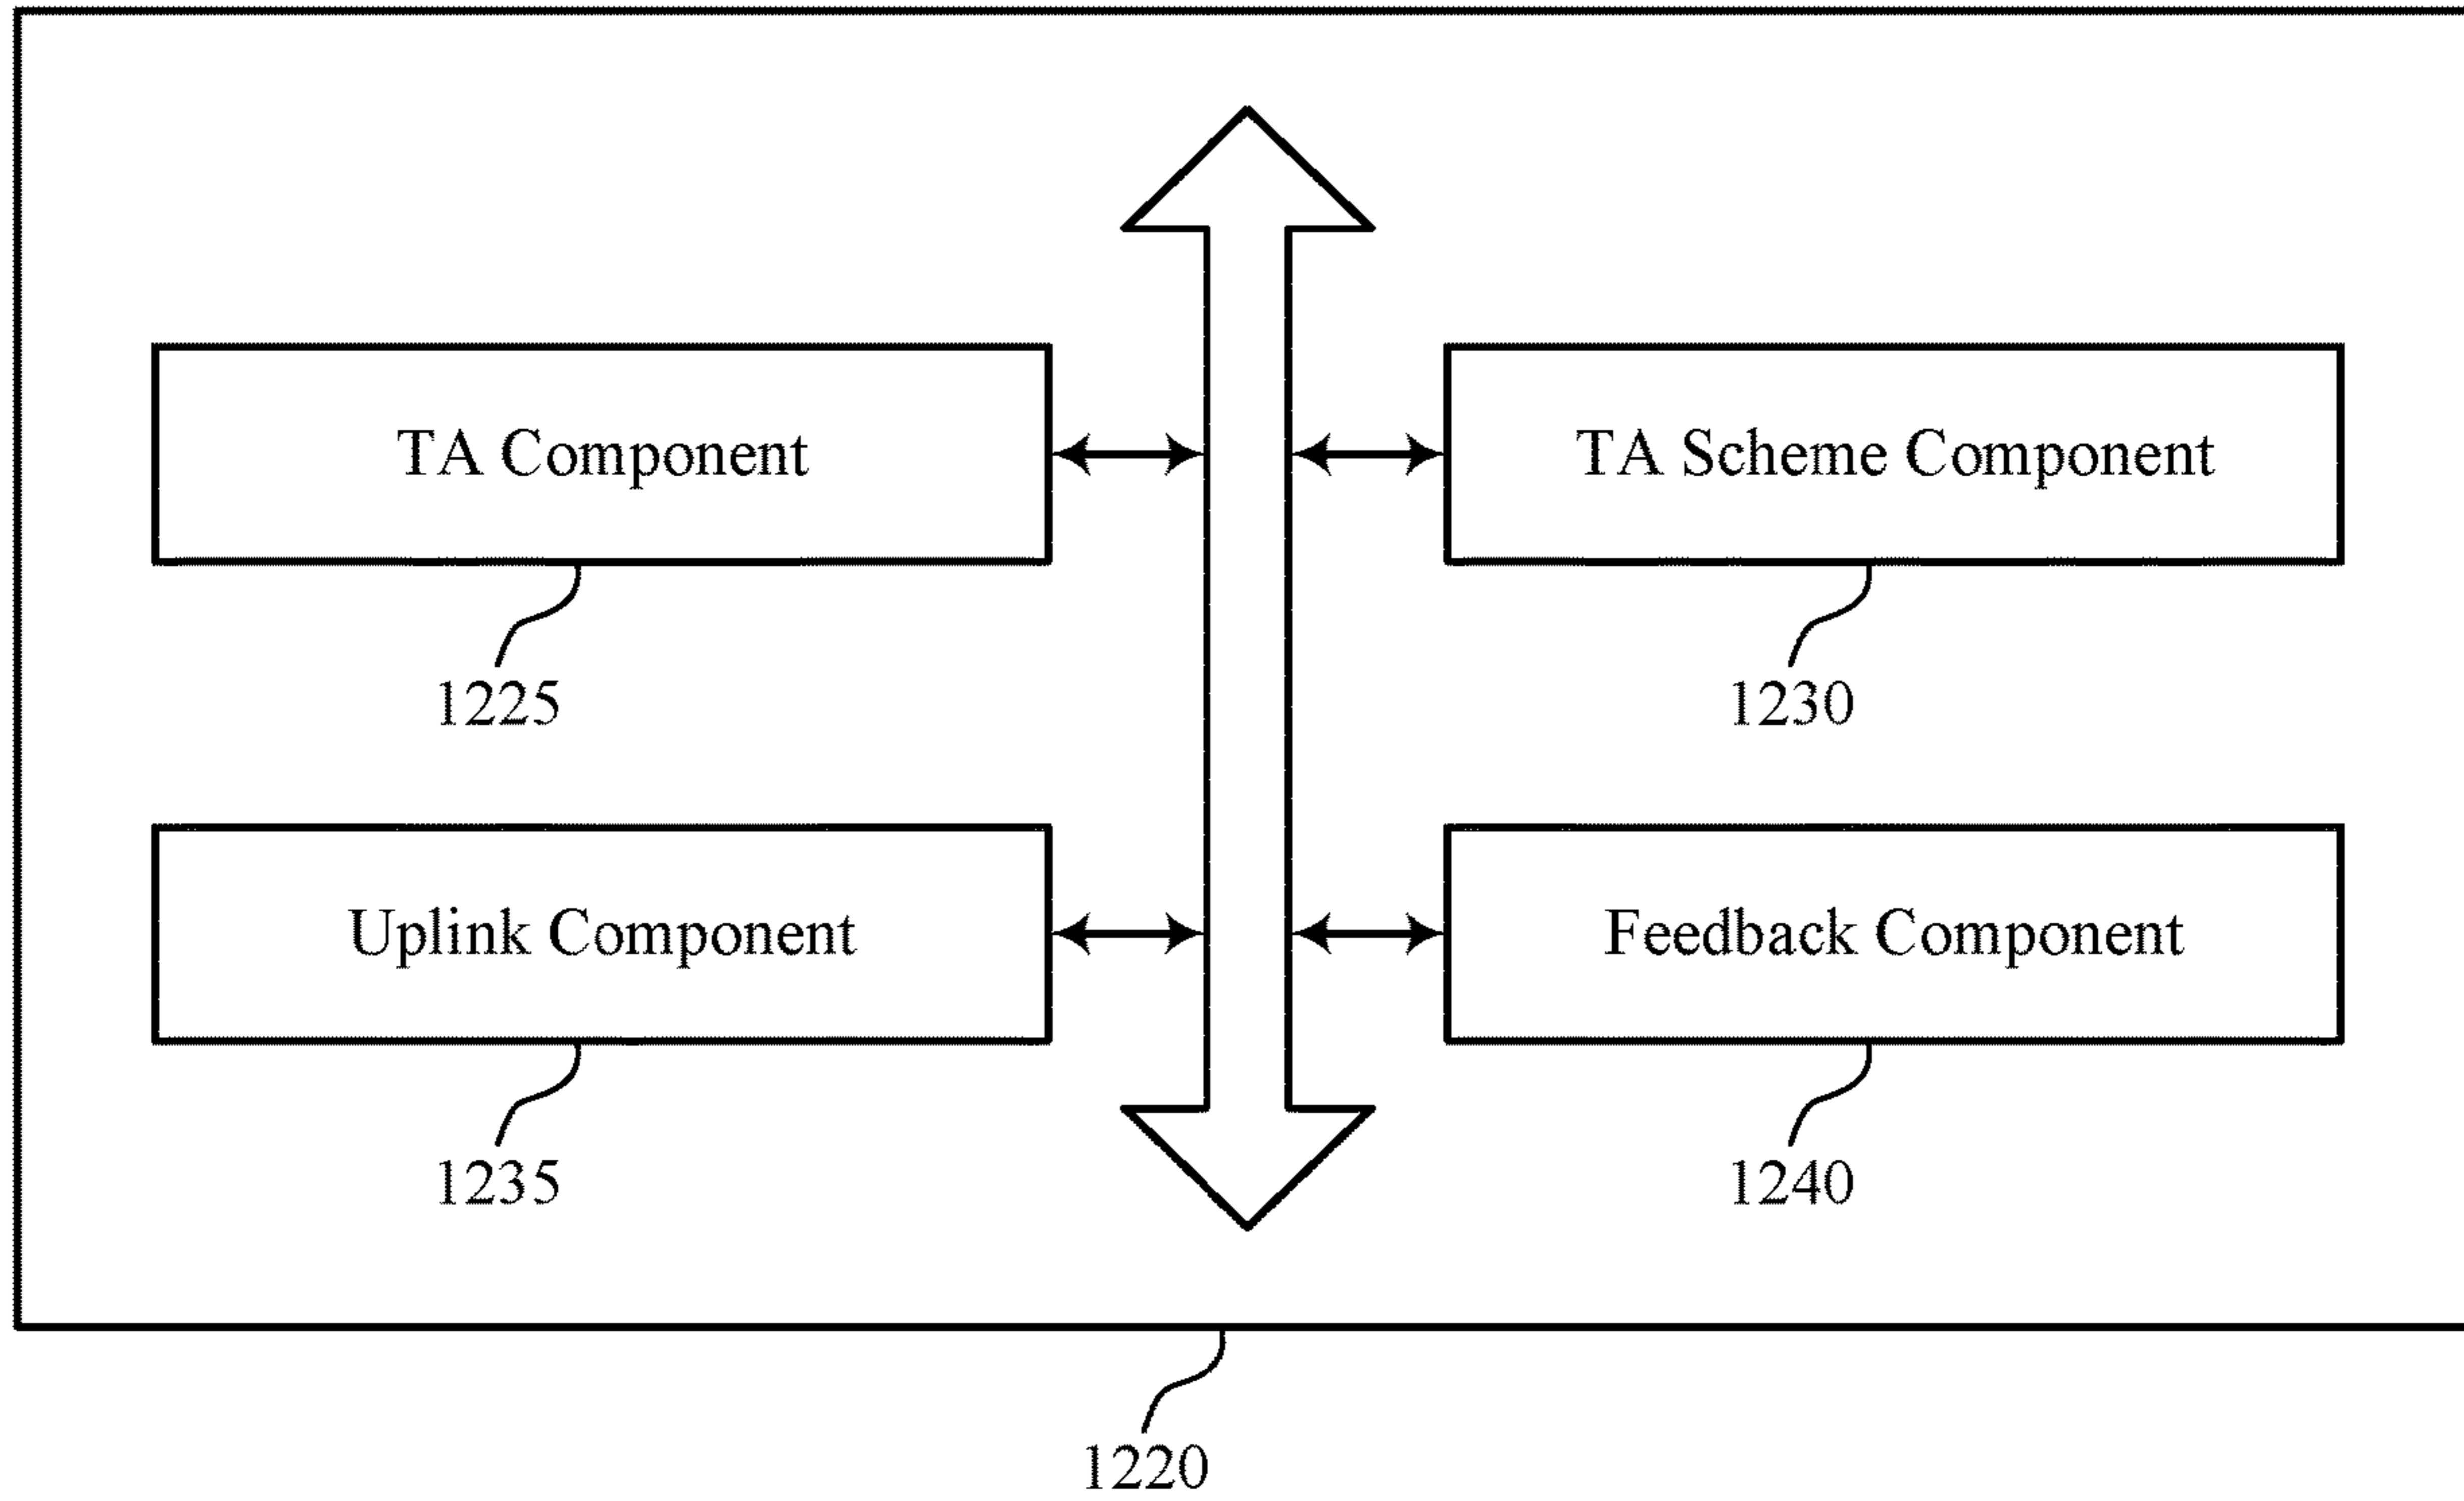 TA Component
TA Scheme Component
1225
1230
Uplink Component
Feedback Component
1235
1240
1220